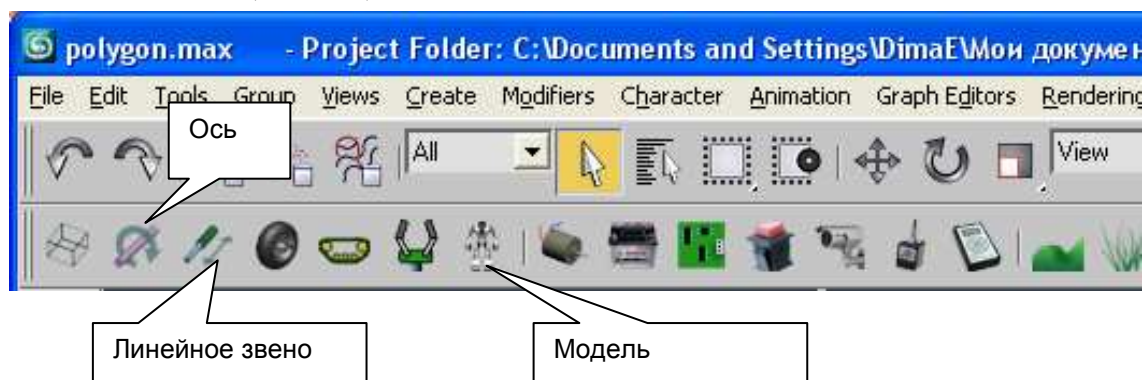 polygon.max - Project Folder: C:\Documents and Settings\DimaE\Мои докумен
File Edit Tools Group Views Create Modifiers Character Animation Graph Editors Rendering
Ось
All View
Линейное звено Модель